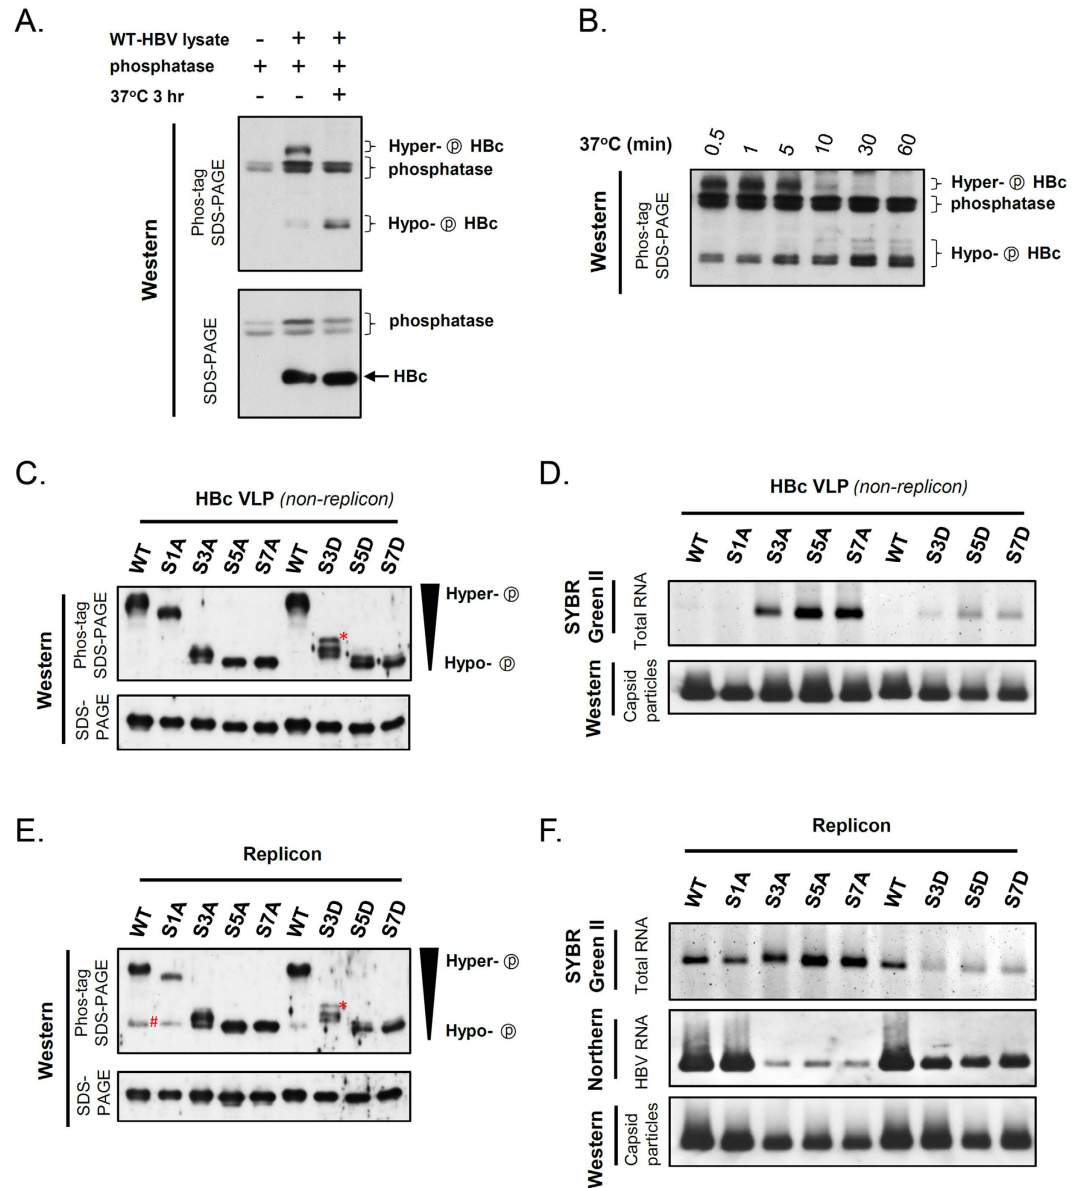 A.
WT-HBV lysate - + +
phosphatase + + +
37°C 3 hr - - +
Western
Phos-tag
SDS-PAGE
Hyper- ⓟ HBc
phosphatase
Hypo- ⓟ HBc
SDS-PAGE
phosphatase
HBc
B.
37°C (min) 0.5 1 5 10 30 60
Western
Phos-tag
SDS-PAGE
Hyper- ⓟ HBc
phosphatase
Hypo- ⓟ HBc
C.
HBc VLP (non-replicon)
WT S1A S3A S5A S7A WT S3D S5D S7D
Western
Phos-tag
SDS-PAGE
*
Hyper- ⓟ
Hypo- ⓟ
SDS-
PAGE
D.
HBc VLP (non-replicon)
WT S1A S3A S5A S7A WT S3D S5D S7D
SYBR
Green II
Total RNA
Western
Capsid
particles
E.
Replicon
WT S1A S3A S5A S7A WT S3D S5D S7D
Western
Phos-tag
SDS-PAGE
#
*
Hyper- ⓟ
Hypo- ⓟ
SDS-
PAGE
F.
Replicon
WT S1A S3A S5A S7A WT S3D S5D S7D
SYBR
Green II
Total RNA
Northern
HBV RNA
Western
Capsid
particles